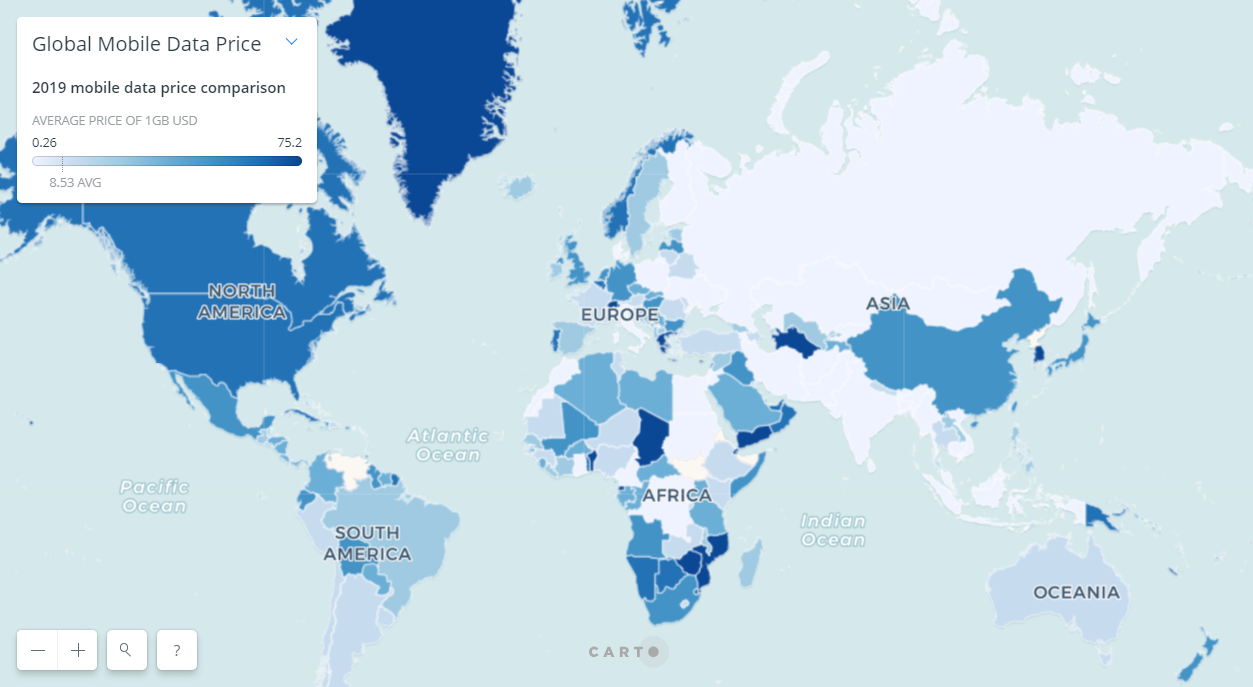 Global Mobile Data Price
2019 mobile data price comparison
AVERAGE PRICE OF 1GB USD
0.26 75.2
8.53 AVG
NORTH
AMERICA
EUROPE
ASIA
Atlantic
Ocean
Pacific
Ocean
AFRICA
SOUTH
AMERICA
Indian
Ocean
OCEANIA
?
CARTO